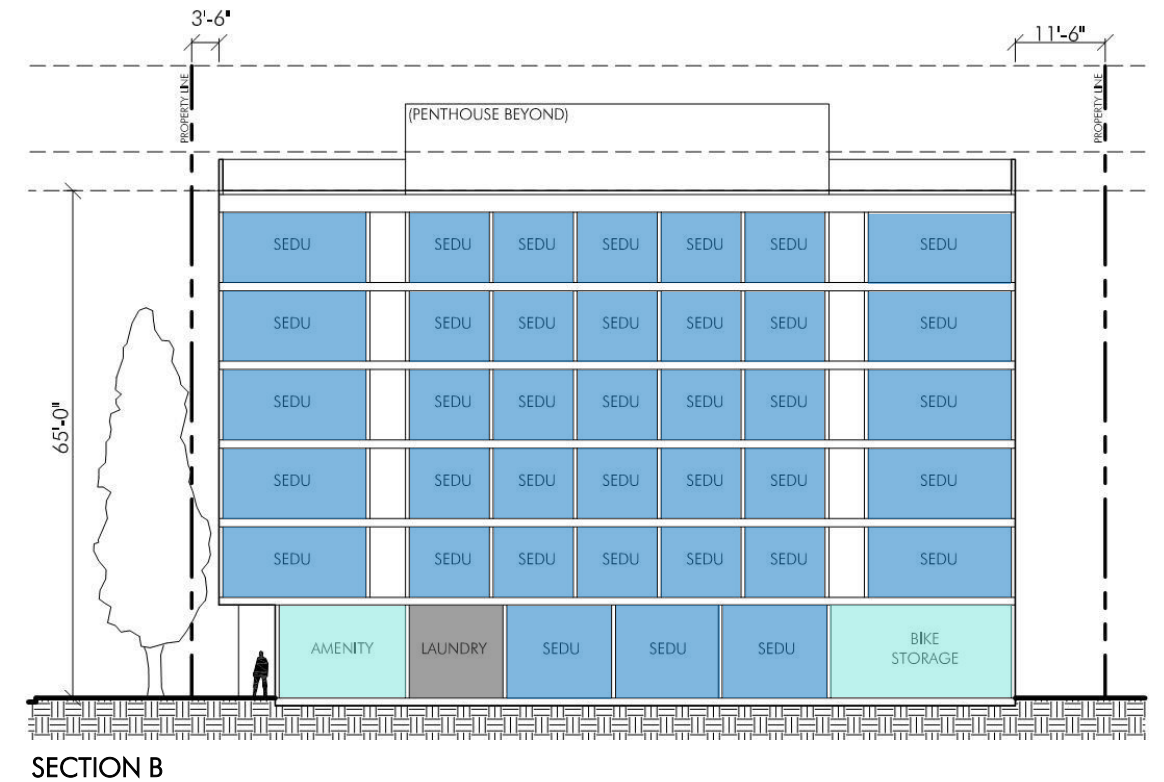 3'-6"
11'-6"
PROPERTY LINE
(PENTHOUSE BEYOND)
PROPERTY LINE
65'-0"
SEDU SEDU SEDU SEDU SEDU SEDU SEDU
SEDU SEDU SEDU SEDU SEDU SEDU SEDU
SEDU SEDU SEDU SEDU SEDU SEDU SEDU
SEDU SEDU SEDU SEDU SEDU SEDU SEDU
SEDU SEDU SEDU SEDU SEDU SEDU SEDU
AMENITY LAUNDRY SEDU SEDU SEDU BIKE
STORAGE
SECTION B